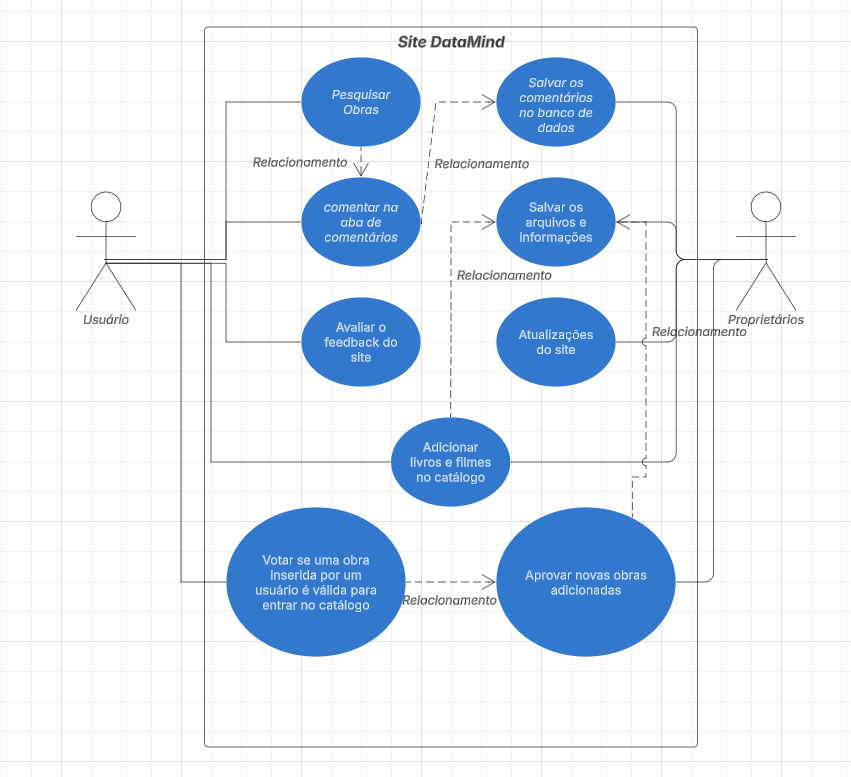 Site DataMind
Pesquisar
Obras
Salvar os
comentários
no banco de
dados
Relacionamento
Relacionamento
comentar na
aba de
comentários
Salvar os
arquivos e
informações
Relacionamento
Usuário
Proprietários
Avaliar o
feedback do
site
Atualizações
do site
Relacionamento
Adicionar
livros e filmes
no catálogo
Votar se uma obra
inserida por um
usuário é válida para
entrar no catálogo
Aprovar novas obras
adicionadas
Relacionamento